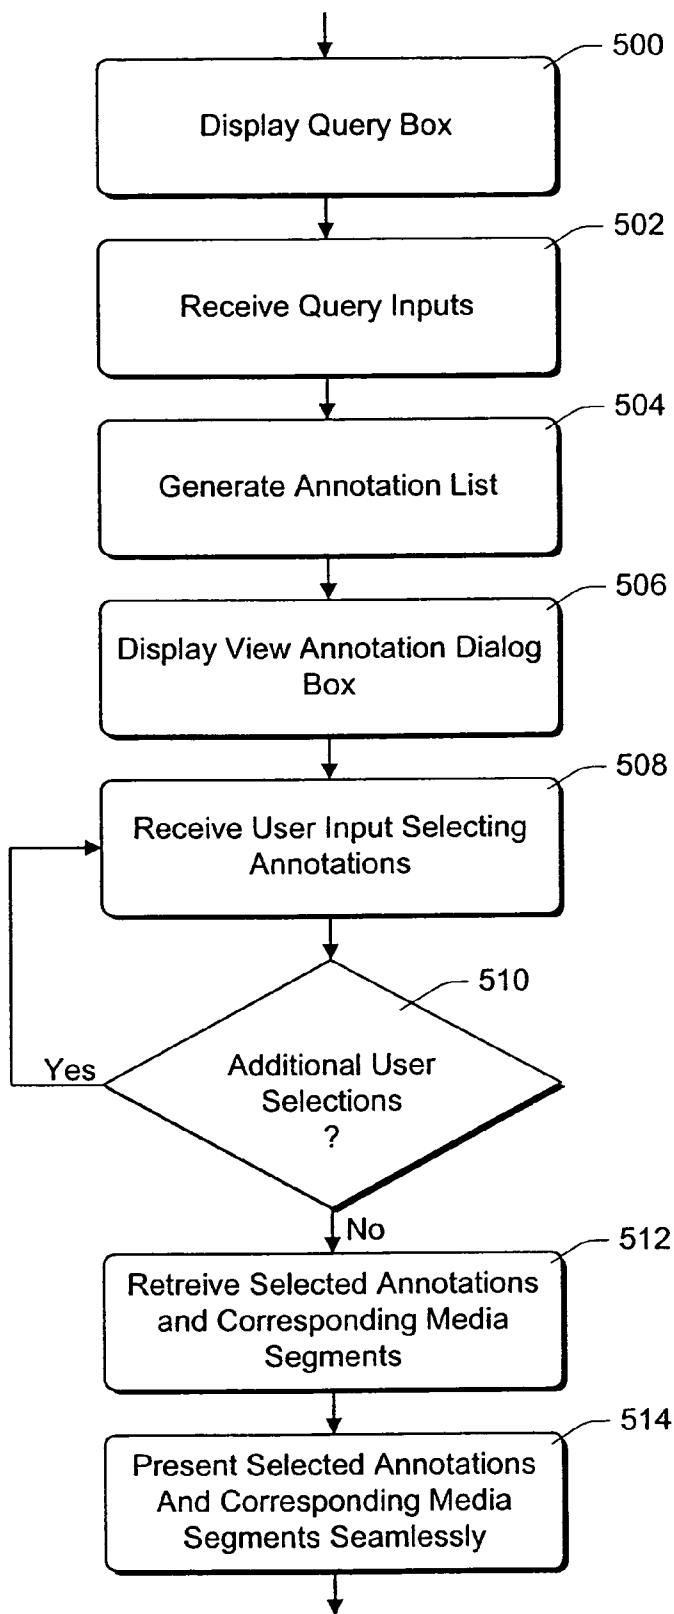 500
Display Query Box
502
Receive Query Inputs
504
Generate Annotation List
506
Display View Annotation Dialog
Box
508
Receive User Input Selecting
Annotations
510
Yes
Additional User
Selections
?
No
512
Retreive Selected Annotations
and Corresponding Media
Segments
514
Present Selected Annotations
And Corresponding Media
Segments Seamlessly